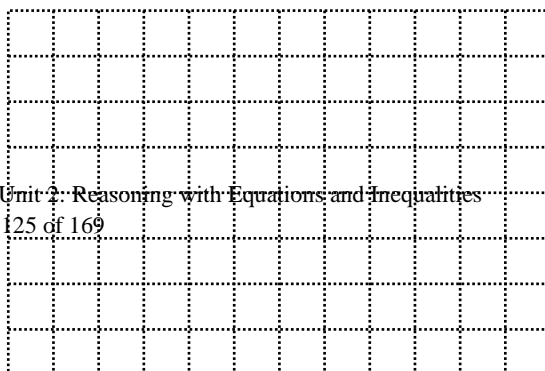 Unit 2: Reasoning with Equations and Inequalities
125 of 169